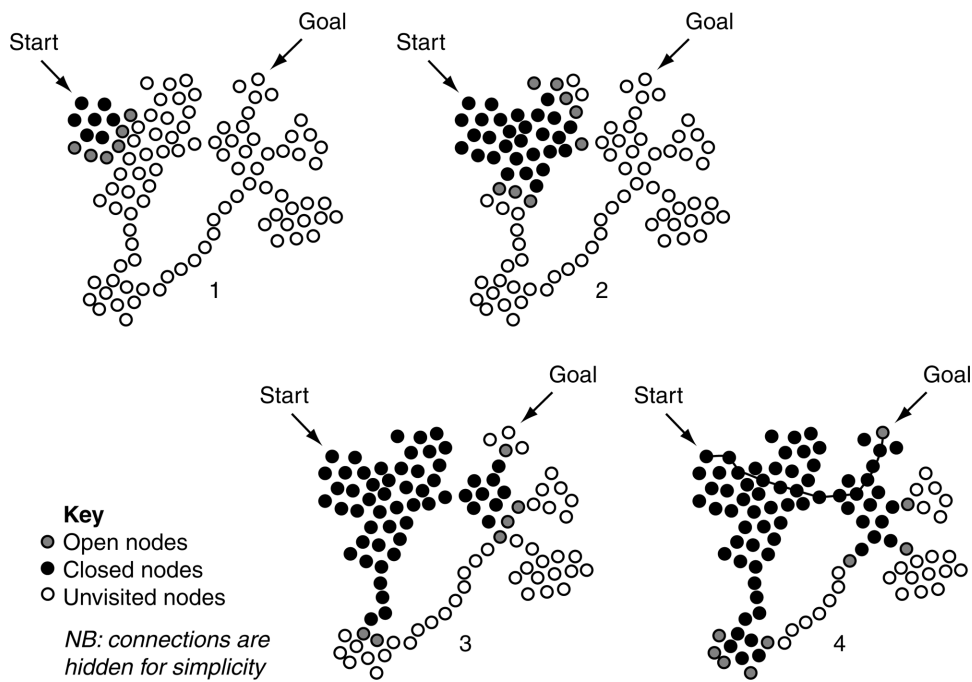 Start
Goal
1
Start
Goal
2
Start
Goal
3
Start
Goal
4
Key
Open nodes
Closed nodes
Unvisited nodes
NB: connections are
hidden for simplicity